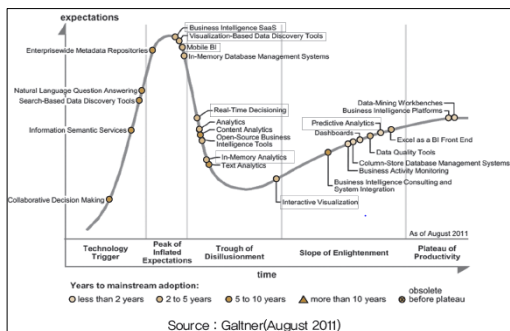 expectations
Business Intelligence SaaS
Visualization-Based Data Discovery Tools
Mobile BI
In-Memory Database Management Systems
Enterprisewide Metadata Repositories
Natural Language Question Answering
Search-Based Data Discovery Tools
Information Semantic Services
Collaborative Decision Making
Real-Time Decisioning
Analytics
Content Analytics
Open-Source Business
Intelligence Tools
In-Memory Analytics
Text Analytics
Interactive Visualization
Data-Mining Workbenches
Business Intelligence Platforms
Predictive Analytics
Dashboards
Excel as a BI Front End
Data Quality Tools
Column-Store Database Management Systems
Business Activity Monitoring
Business Intelligence Consulting and
System Integration
As of August 2011
Technology
Trigger
Peak of
Inflated
Expectations
Trough of
Disillusionment
Slope of Enlightenment
Plateau of
Productivity
time
Years to mainstream adoption:
less than 2 years
2 to 5 years
5 to 10 years
more than 10 years
obsolete
before plateau
Source : Galtner(August 2011)